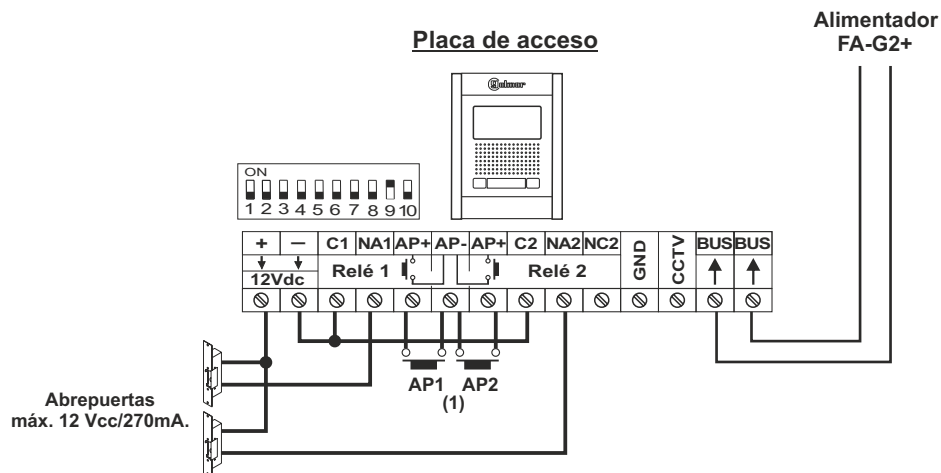 Alimentador
FA-G2+
Placa de acceso
Golmar
ON
1 2 3 4 5 6 7 8 9 10
+ – C1 NA1 AP+ AP- AP+ C2 NA2 NC2 GND CCTV BUS BUS
12Vdc Relé 1 Relé 2
AP1 AP2
(1)
Abrepuertas
máx. 12 Vcc/270mA.